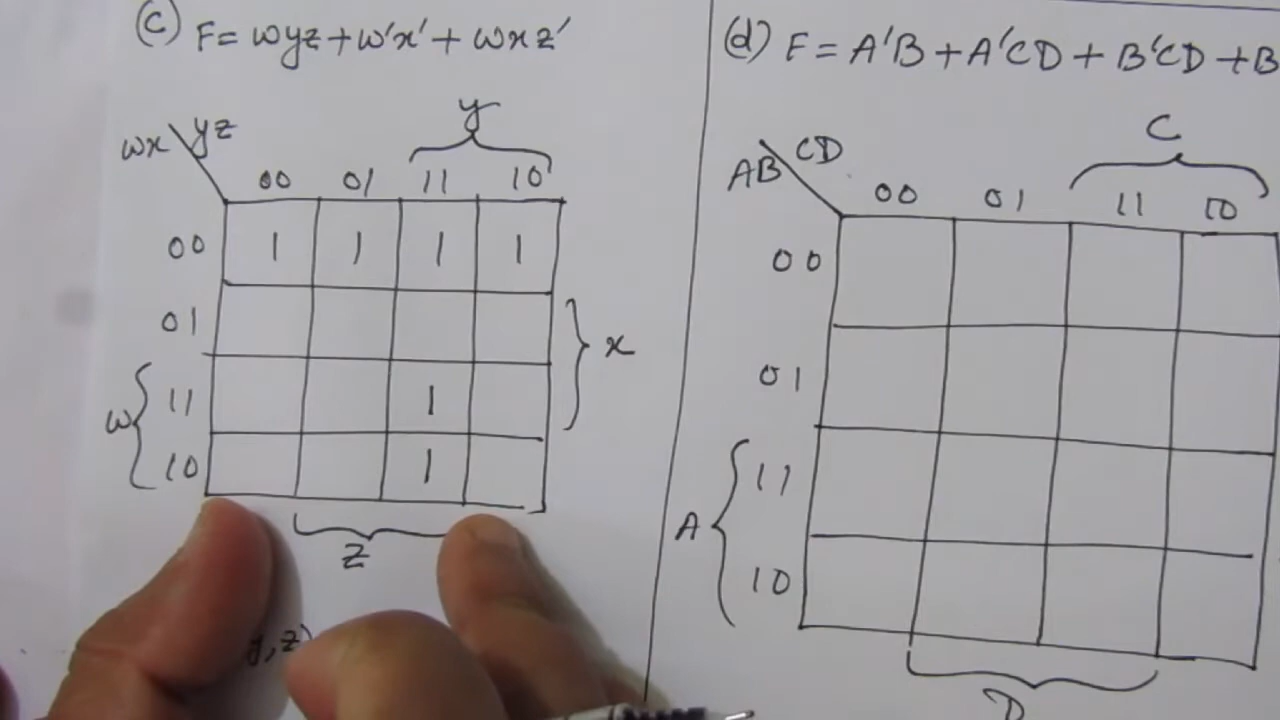 (c) F = wyz + w'x' + wxz'
y
wx yz
00 01 11 10
00 1 1 1 1
01
x
w 11 1
10 1
z
y, z)
(d) F = A'B + A'CD + B'CD + B
C
AB CD
00 01 11 10
00
01
A 11
10
D